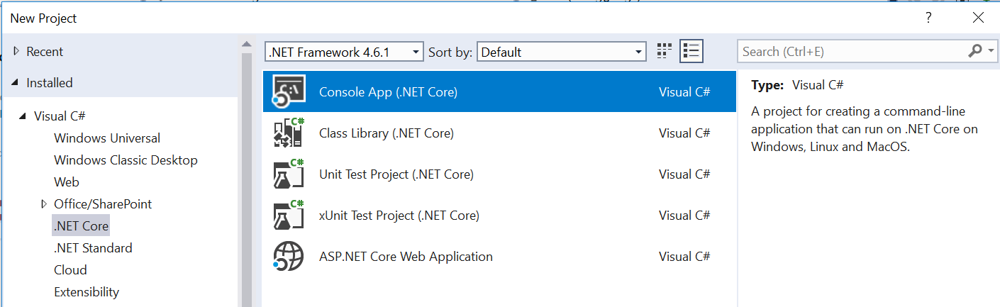 New Project
?
Recent
Installed
Visual C#
Windows Universal
Windows Classic Desktop
Web
Office/SharePoint
.NET Core
.NET Standard
Cloud
Extensibility
.NET Framework 4.6.1 Sort by: Default
Console App (.NET Core) Visual C#
C# Class Library (.NET Core) Visual C#
C# Unit Test Project (.NET Core) Visual C#
C# xUnit Test Project (.NET Core) Visual C#
ASP.NET Core Web Application Visual C#
Search (Ctrl+E)
Type: Visual C#
A project for creating a command-line
application that can run on .NET Core on
Windows, Linux and MacOS.